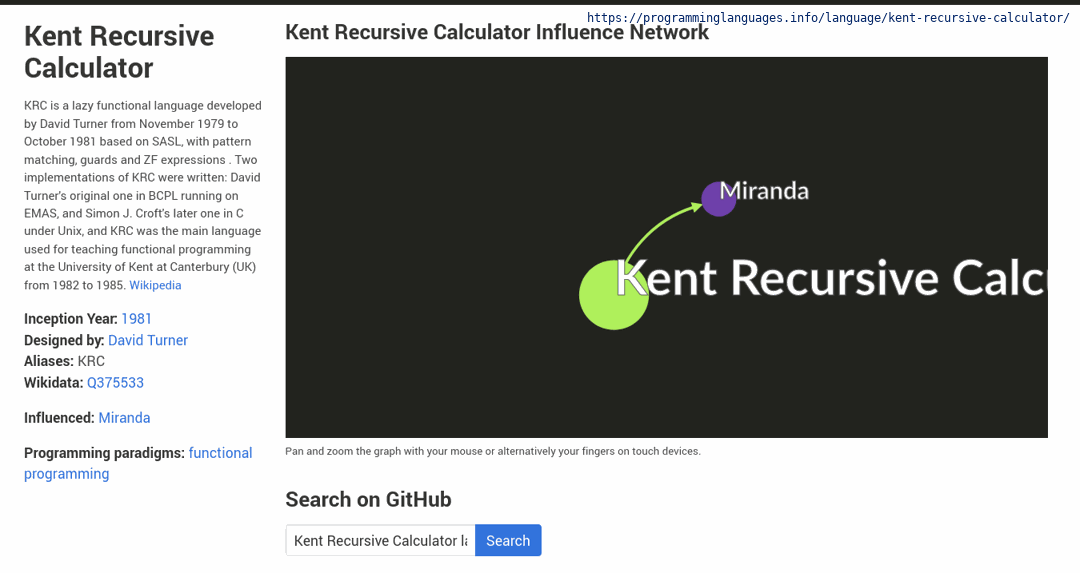 https://programminglanguages.info/language/kent-recursive-calculator/
Kent Recursive
Calculator
KRC is a lazy functional language developed
by David Turner from November 1979 to
October 1981 based on SASL, with pattern
matching, guards and ZF expressions . Two
implementations of KRC were written: David
Turner's original one in BCPL running on
EMAS, and Simon J. Croft's later one in C
under Unix, and KRC was the main language
used for teaching functional programming
at the University of Kent at Canterbury (UK)
from 1982 to 1985. Wikipedia
Inception Year: 1981
Designed by: David Turner
Aliases: KRC
Wikidata: Q375533
Influenced: Miranda
Programming paradigms: functional
programming
Kent Recursive Calculator Influence Network
Miranda
Kent Recursive Calc
Pan and zoom the graph with your mouse or alternatively your fingers on touch devices.
Search on GitHub
Kent Recursive Calculator la
Search